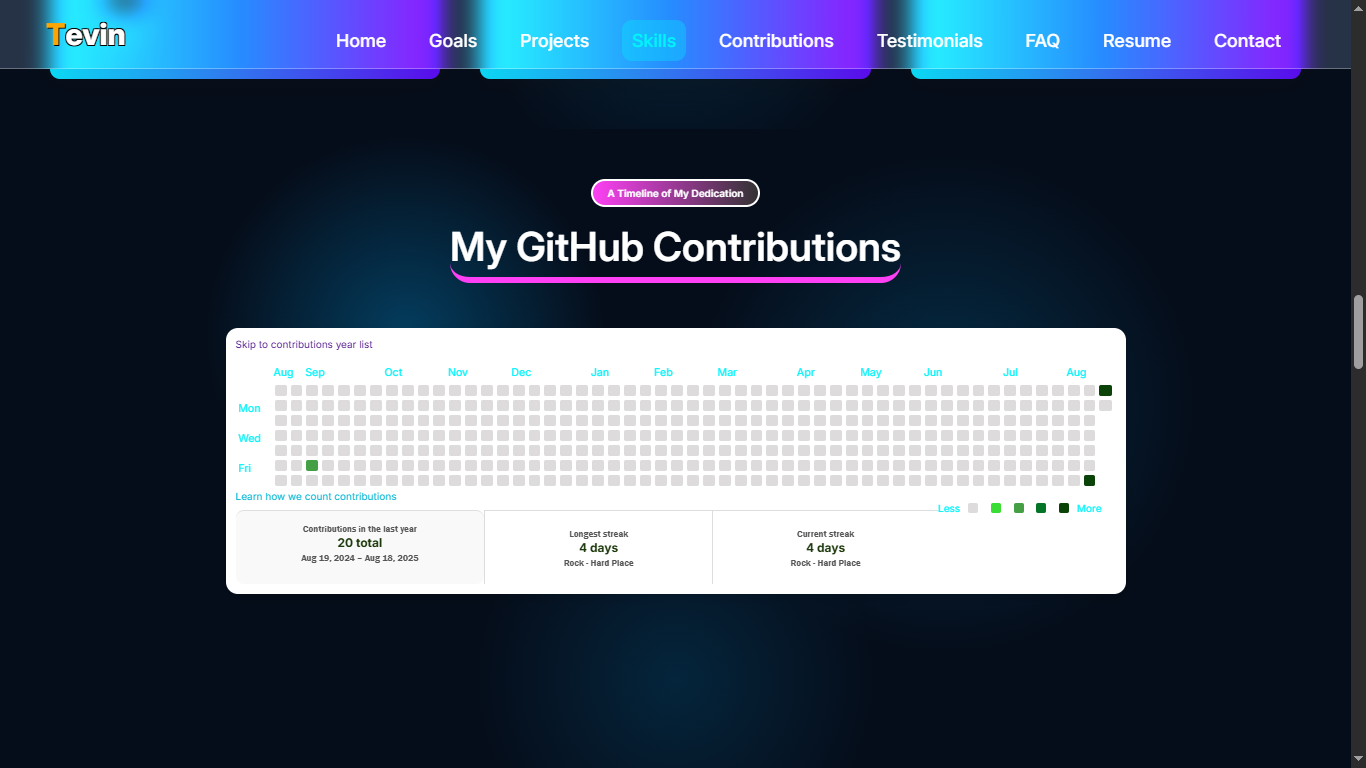 Tevin
Home Goals Projects Skills Contributions Testimonials FAQ Resume Contact
A Timeline of My Dedication
My GitHub Contributions
Skip to contributions year list
Aug Sep Oct Nov Dec Jan Feb Mar Apr May Jun Jul Aug
Mon
Wed
Fri
Learn how we count contributions
Less More
Contributions in the last year
20 total
Aug 19, 2024 – Aug 18, 2025
Longest streak
4 days
Rock - Hard Place
Current streak
4 days
Rock - Hard Place